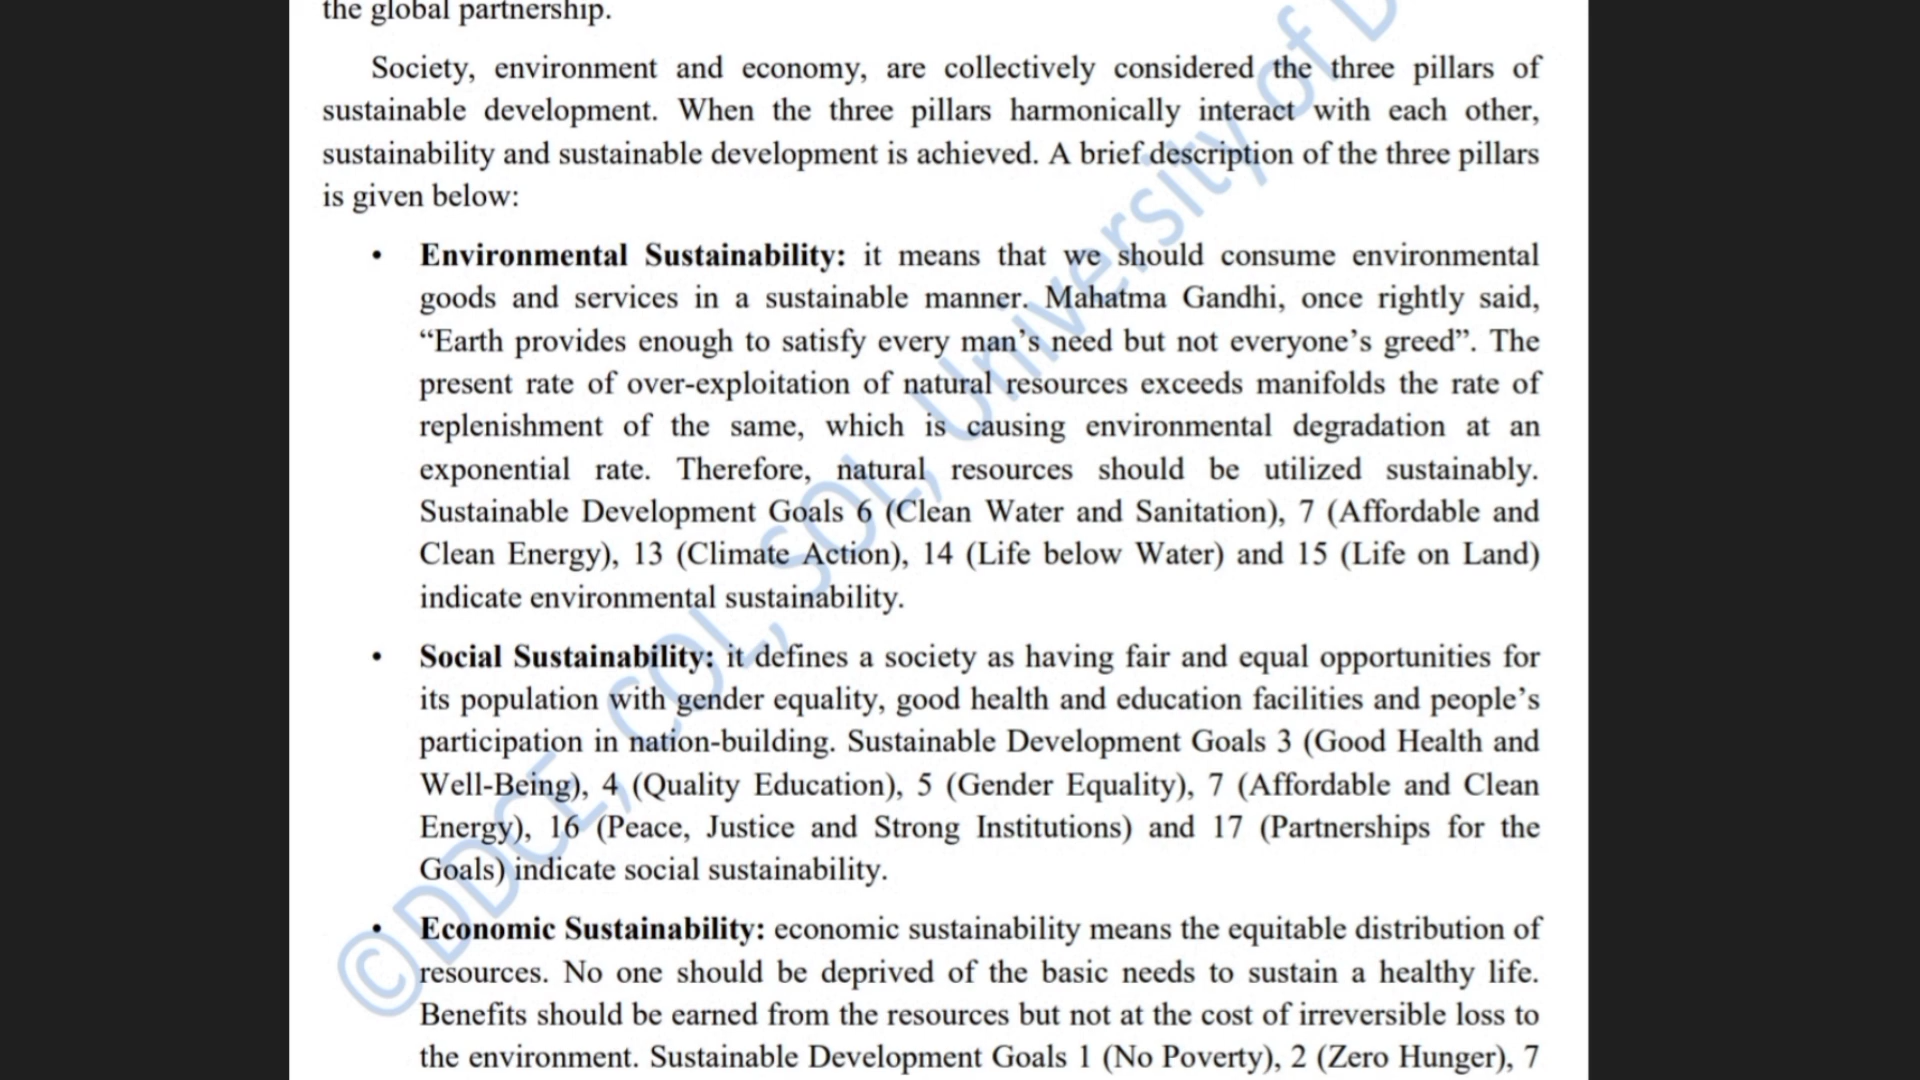 the global partnership.
Society, environment and economy, are collectively considered the three pillars of
sustainable development. When the three pillars harmonically interact with each other,
sustainability and sustainable development is achieved. A brief description of the three pillars
is given below:
• Environmental Sustainability: it means that we should consume environmental
goods and services in a sustainable manner. Mahatma Gandhi, once rightly said,
“Earth provides enough to satisfy every man’s need but not everyone’s greed”. The
present rate of over-exploitation of natural resources exceeds manifolds the rate of
replenishment of the same, which is causing environmental degradation at an
exponential rate. Therefore, natural resources should be utilized sustainably.
Sustainable Development Goals 6 (Clean Water and Sanitation), 7 (Affordable and
Clean Energy), 13 (Climate Action), 14 (Life below Water) and 15 (Life on Land)
indicate environmental sustainability.
• Social Sustainability: it defines a society as having fair and equal opportunities for
its population with gender equality, good health and education facilities and people’s
participation in nation-building. Sustainable Development Goals 3 (Good Health and
Well-Being), 4 (Quality Education), 5 (Gender Equality), 7 (Affordable and Clean
Energy), 16 (Peace, Justice and Strong Institutions) and 17 (Partnerships for the
Goals) indicate social sustainability.
• Economic Sustainability: economic sustainability means the equitable distribution of
resources. No one should be deprived of the basic needs to sustain a healthy life.
Benefits should be earned from the resources but not at the cost of irreversible loss to
the environment. Sustainable Development Goals 1 (No Poverty), 2 (Zero Hunger), 7
©DDCE, COL, SOL, University of D